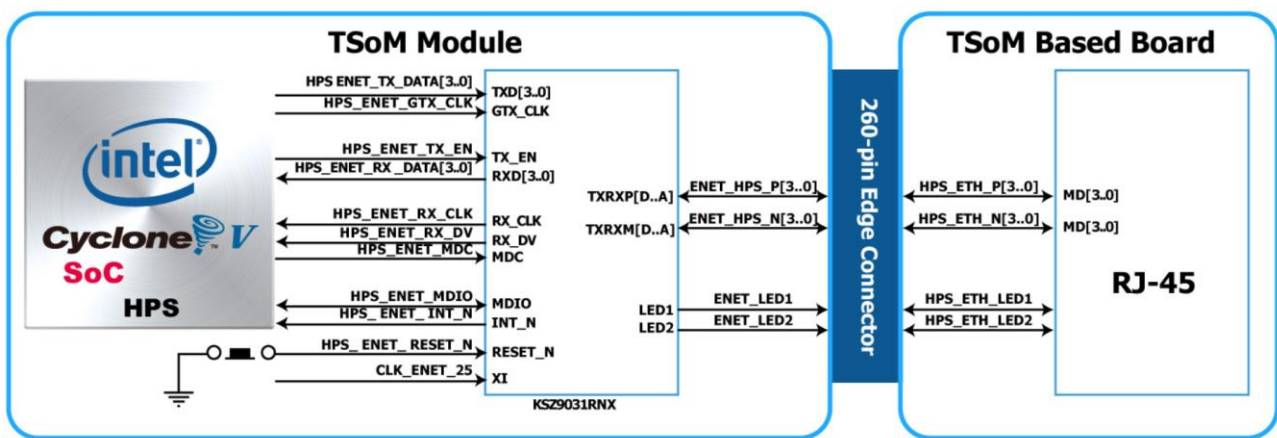 TSoM Module
TSoM Based Board
HPS ENET_TX_DATA[3..0]
TXD[3..0]
HPS_ENET_GTX_CLK
GTX_CLK
HPS_ENET_TX_EN
TX_EN
HPS_ENET_RX _DATA[3..0]
RXD[3..0]
HPS_ENET_RX_CLK
RX_CLK
HPS_ENET_RX_DV
RX_DV
HPS_ENET_MDC
MDC
HPS_ENET_MDIO
MDIO
HPS_ENET_INT_N
INT_N
HPS_ ENET_ RESET_N
RESET_N
CLK_ENET_25
XI
KSZ9031RNX
intel
Cyclone V
SoC
HPS
TXRXP[D..A]
ENET_HPS_P[3..0]
TXRXM[D..A]
ENET_HPS_N[3..0]
LED1
ENET_LED1
LED2
ENET_LED2
260-pin Edge Connector
HPS_ETH_P[3..0]
MD[3..0]
HPS_ETH_N[3..0]
MD[3..0]
RJ-45
HPS_ETH_LED1
HPS_ETH_LED2